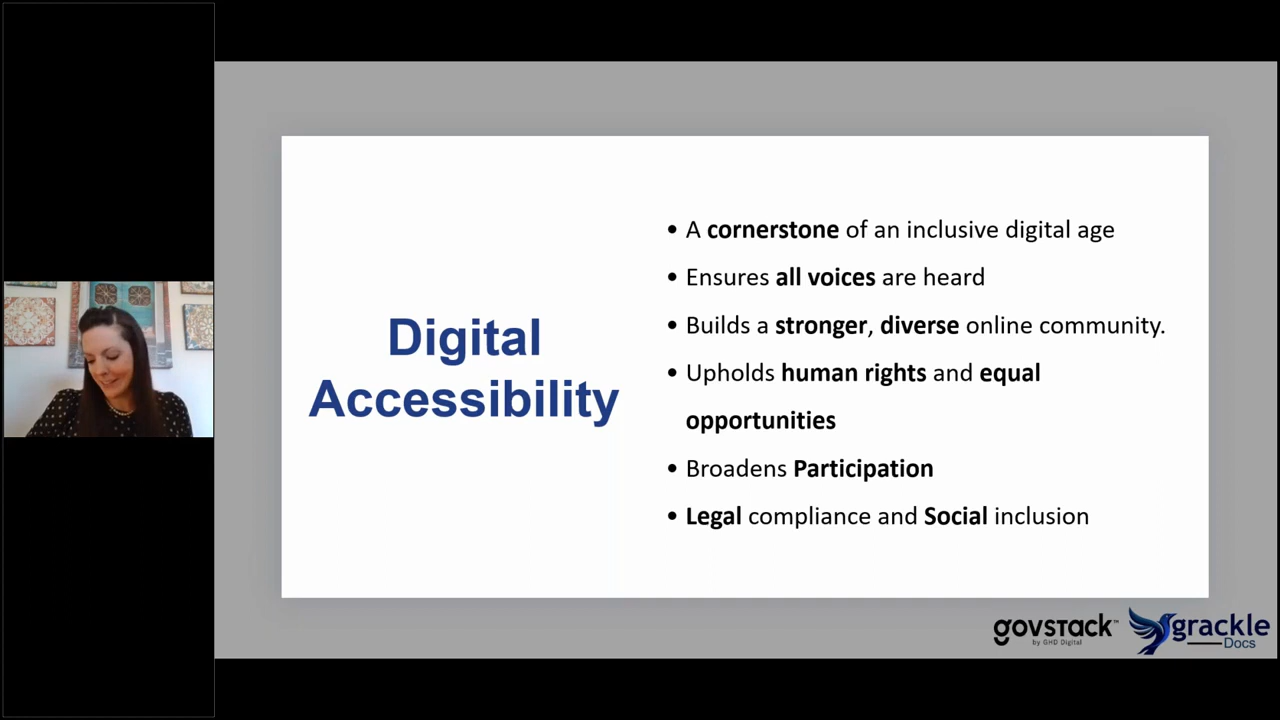 Digital
Accessibility
• A cornerstone of an inclusive digital age
• Ensures all voices are heard
• Builds a stronger, diverse online community.
• Upholds human rights and equal
opportunities
• Broadens Participation
• Legal compliance and Social inclusion
govstack™
by GHD Digital
grackle
Docs